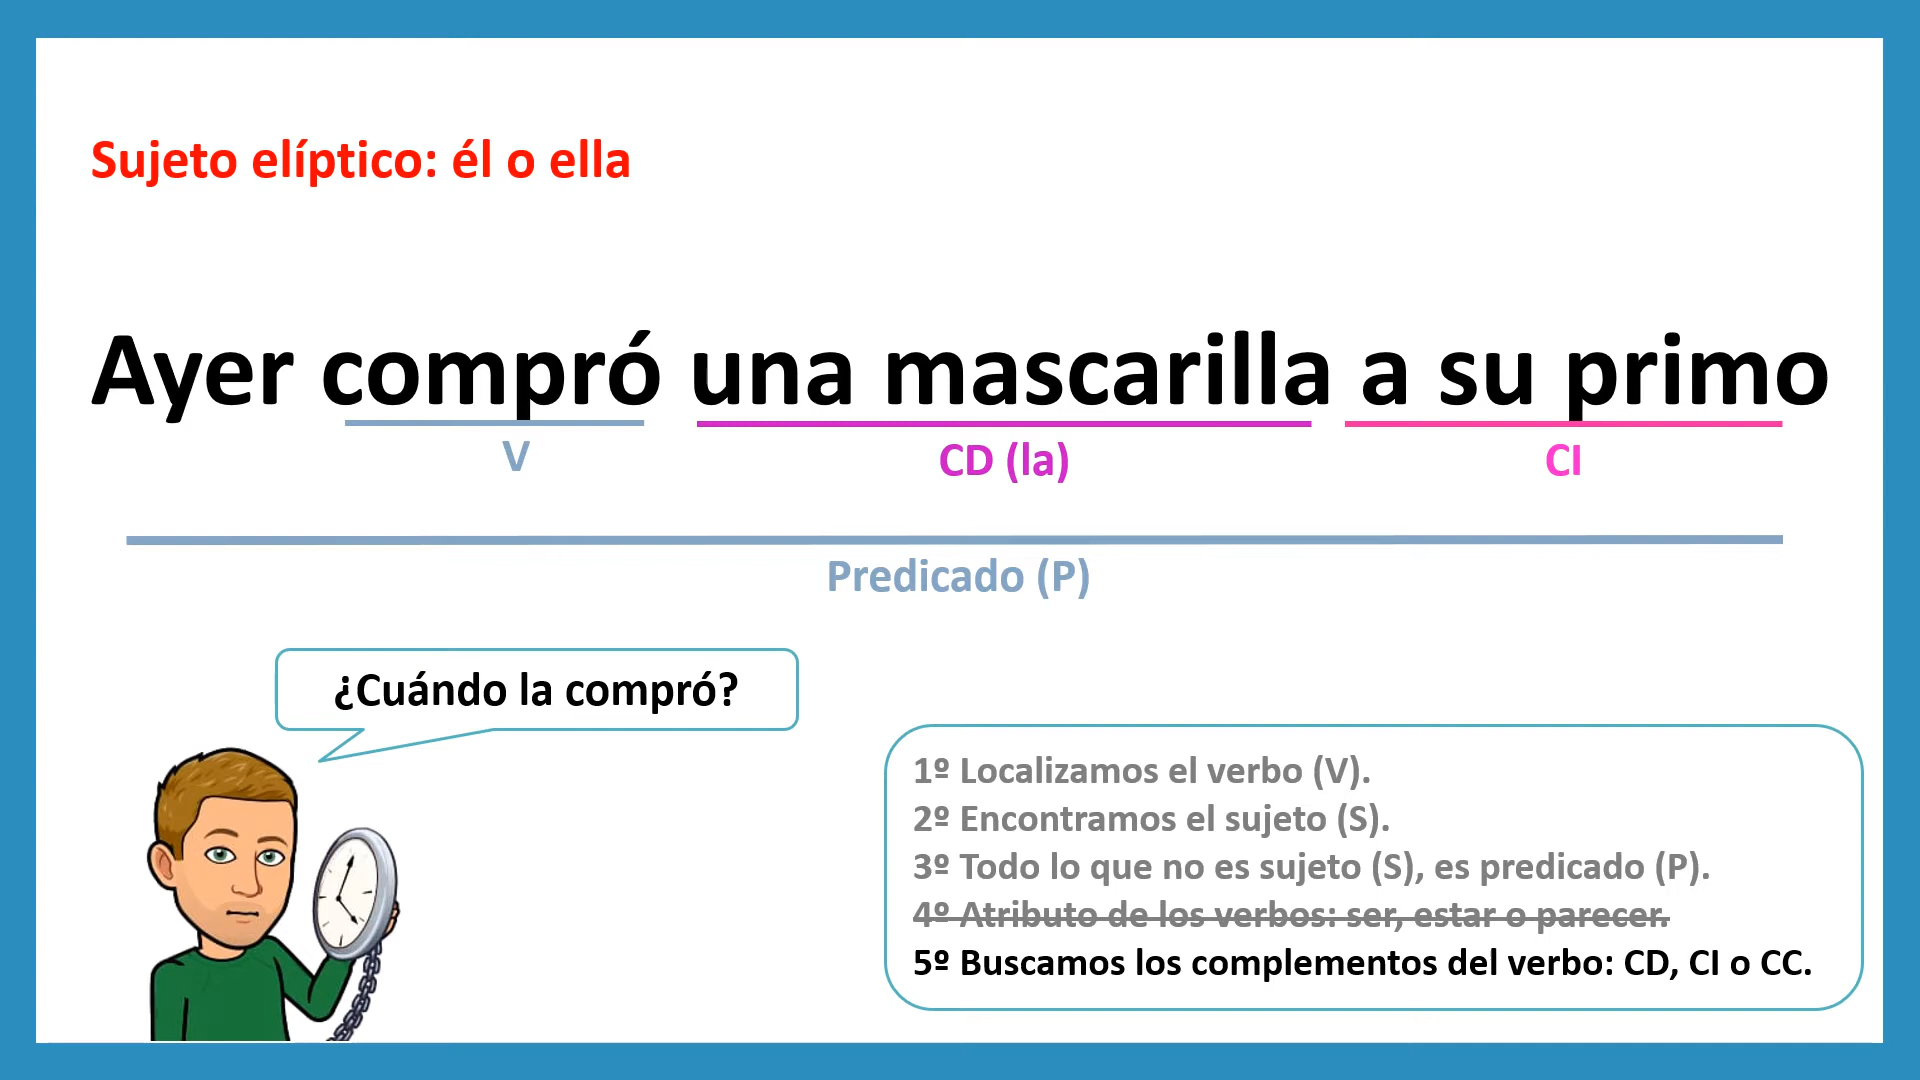 Sujeto elíptico: él o ella
Ayer compró una mascarilla a su primo
V
CD (la)
CI
Predicado (P)
¿Cuándo la compró?
1º Localizamos el verbo (V).
2º Encontramos el sujeto (S).
3º Todo lo que no es sujeto (S), es predicado (P).
4º Atributo de los verbos: ser, estar o parecer.
5º Buscamos los complementos del verbo: CD, CI o CC.